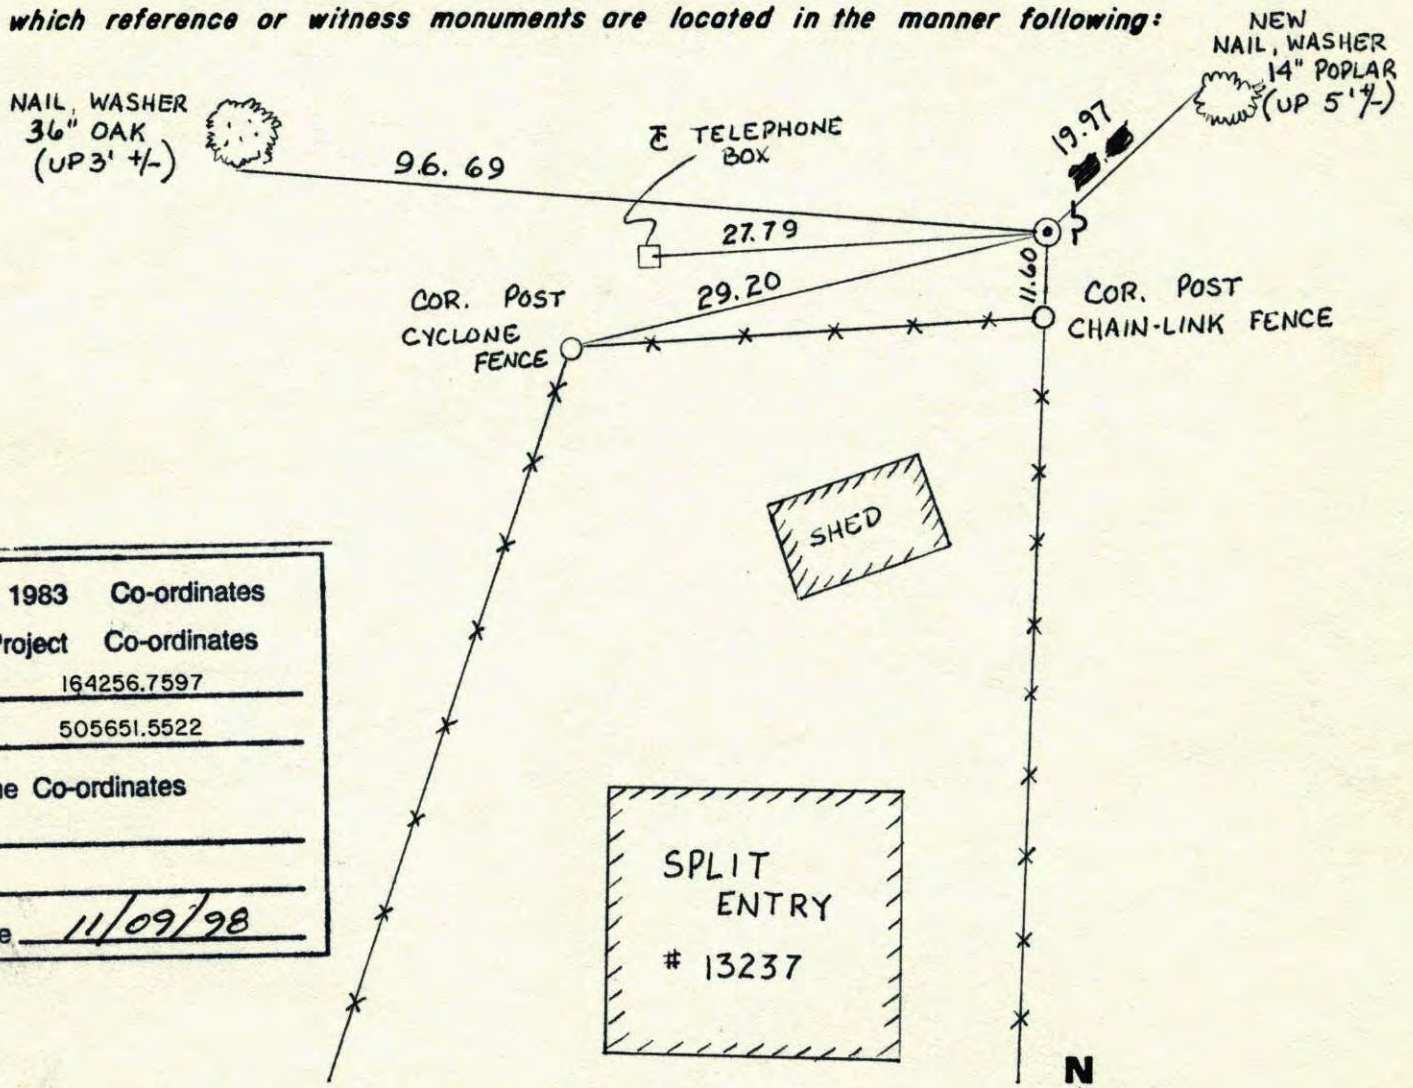 which reference or witness monuments are located in the manner following:
NEW
NAIL, WASHER
14" POPLAR
(UP 5' +/-)
NAIL, WASHER
36" OAK
(UP 3' +/-)
96.69
℄ TELEPHONE
BOX
19.97
27.79
29.20
11.60
COR. POST
CYCLONE
FENCE
COR. POST
CHAIN-LINK FENCE
SHED
1983 Co-ordinates
Project Co-ordinates
164256.7597
505651.5522
Co-ordinates
11/09/98
SPLIT
ENTRY
# 13237
N